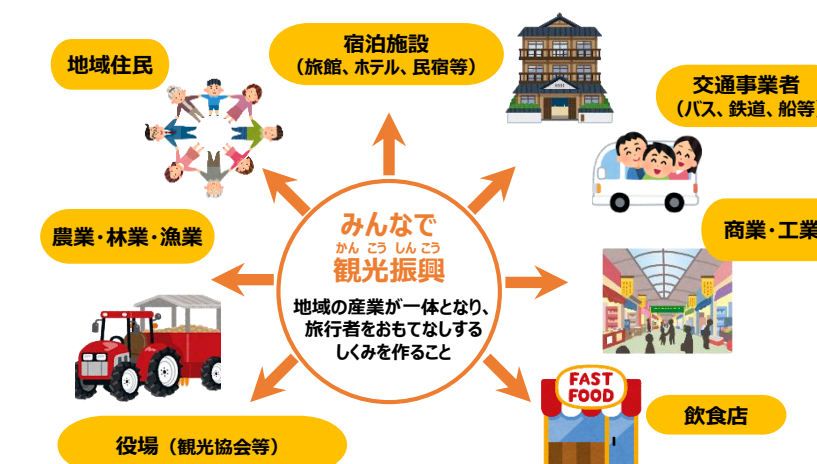 宿泊施設
（旅館、ホテル、民宿等）
地域住民
交通事業者
（バス、鉄道、船等）
農業・林業・漁業
みんなで
かん こう しん こう
観光振興
地域の産業が一体となり、
旅行者をおもてなしする
しくみを作ること
商業・工業
FAST
FOOD
飲食店
役場（観光協会等）